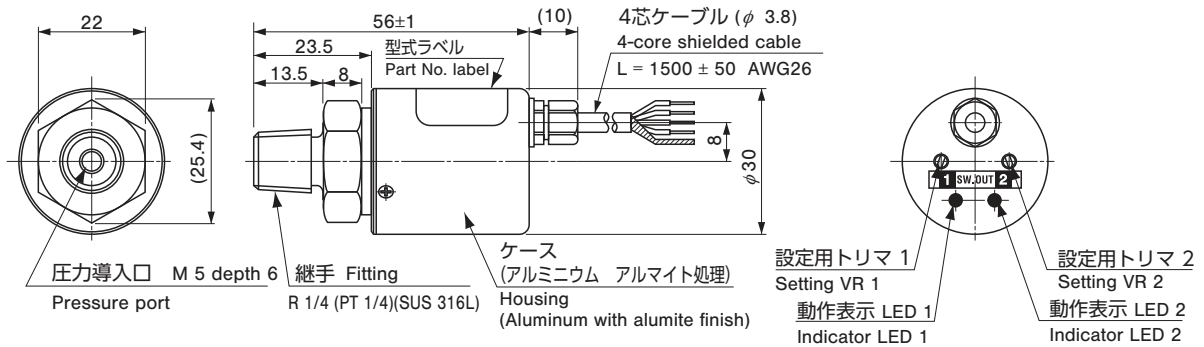 22
(25.4)
圧力導入口 M 5 depth 6
Pressure port
56±1
(10)
23.5
13.5
8
型式ラベル
Part No. label
4芯ケーブル (φ 3.8)
4-core shielded cable
L = 1500 ± 50 AWG26
8
φ30
継手 Fitting
R 1/4 (PT 1/4)(SUS 316L)
ケース
(アルミニウム アルマイト処理)
Housing
(Aluminum with alumite finish)
1 SW.OUT 2
設定用トリマ 1
Setting VR 1
動作表示 LED 1
Indicator LED 1
設定用トリマ 2
Setting VR 2
動作表示 LED 2
Indicator LED 2